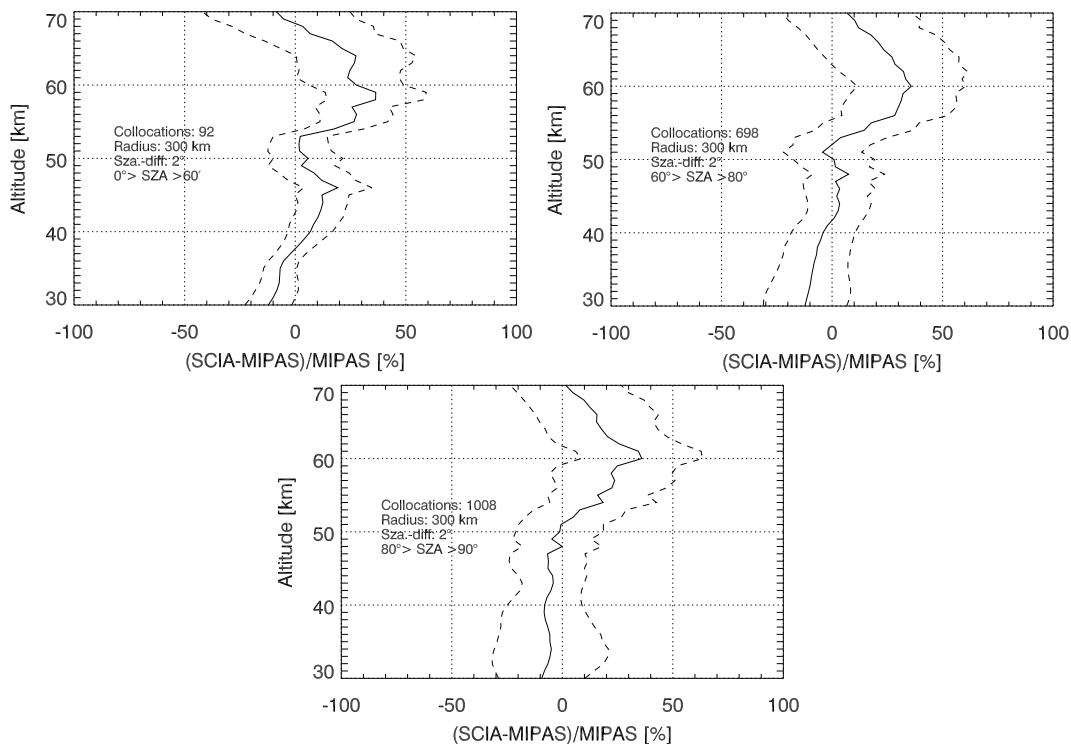 70
60
50
40
30
Altitude [km]
Collocations: 92
Radius: 300 km
Sza.-diff: 2°
0°> SZA >60°
-100 -50 0 50 100
(SCIA-MIPAS)/MIPAS [%]
70
60
50
40
30
Altitude [km]
Collocations: 698
Radius: 300 km
Sza.-diff: 2°
60°> SZA >80°
-100 -50 0 50 100
(SCIA-MIPAS)/MIPAS [%]
70
60
50
40
30
Altitude [km]
Collocations: 1008
Radius: 300 km
Sza.-diff: 2°
80°> SZA >90°
-100 -50 0 50 100
(SCIA-MIPAS)/MIPAS [%]